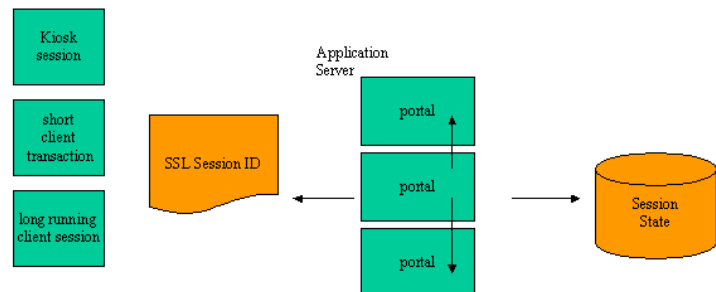 Kiosk
session
short
client
transaction
long running
client session
SSL Session ID
Application
Server
portal
portal
portal
Session
State